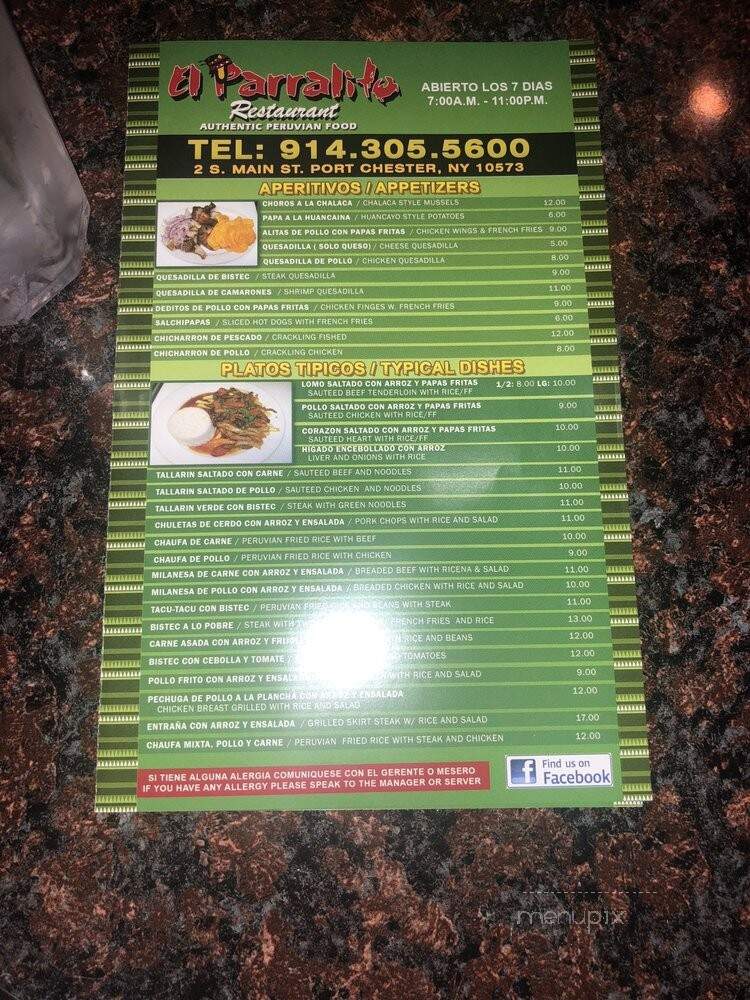 El Parralito
Restaurant
AUTHENTIC PERUVIAN FOOD
ABIERTO LOS 7 DIAS
7:00A.M. - 11:00P.M.
TEL: 914.305.5600
2 S. MAIN ST. PORT CHESTER, NY 10573
APERITIVOS / APPETIZERS
CHOROS A LA CHALACA / CHALACA STYLE MUSSELS 12.00
PAPA A LA HUANCAINA / HUANCAYO STYLE POTATOES 6.00
ALITAS DE POLLO CON PAPAS FRITAS / CHICKEN WINGS & FRENCH FRIES 9.00
QUESADILLA ( SOLO QUESO) / CHEESE QUESADILLA 5.00
QUESADILLA DE POLLO / CHICKEN QUESADILLA 8.00
QUESADILLA DE BISTEC / STEAK QUESADILLA 9.00
QUESADILLA DE CAMARONES / SHRIMP QUESADILLA 11.00
DEDITOS DE POLLO CON PAPAS FRITAS / CHICKEN FINGES W. FRENCH FRIES 9.00
SALCHIPAPAS / SLICED HOT DOGS WITH FRENCH FRIES 6.00
CHICHARRON DE PESCADO / CRACKLING FISHED 12.00
CHICHARRON DE POLLO / CRACKLING CHICKEN 8.00
PLATOS TIPICOS / TYPICAL DISHES
LOMO SALTADO CON ARROZ Y PAPAS FRITAS 1/2: 8.00 LG: 10.00
SAUTEED BEEF TENDERLOIN WITH RICE/FF
POLLO SALTADO CON ARROZ Y PAPAS FRITAS 9.00
SAUTEED CHICKEN WITH RICE/FF
CORAZON SALTADO CON ARROZ Y PAPAS FRITAS 10.00
SAUTEED HEART WITH RICE/FF
HIGADO ENCEBOLLADO CON ARROZ 10.00
LIVER AND ONIONS WITH RICE
TALLARIN SALTADO CON CARNE / SAUTEED BEEF AND NOODLES 11.00
TALLARIN SALTADO DE POLLO / SAUTEED CHICKEN AND NOODLES 10.00
TALLARIN VERDE CON BISTEC / STEAK WITH GREEN NOODLES 11.00
CHULETAS DE CERDO CON ARROZ Y ENSALADA / PORK CHOPS WITH RICE AND SALAD 11.00
CHAUFA DE CARNE / PERUVIAN FRIED RICE WITH BEEF 10.00
CHAUFA DE POLLO / PERUVIAN FRIED RICE WITH CHICKEN 9.00
MILANESA DE CARNE CON ARROZ Y ENSALADA / BREADED BEEF WITH RICENA & SALAD 11.00
MILANESA DE POLLO CON ARROZ Y ENSALADA / BREADED CHICKEN WITH RICE AND SALAD 10.00
TACU-TACU CON BISTEC / PERUVIAN FRIED RICE AND BEANS WITH STEAK 11.00
BISTEC A LO POBRE / STEAK WITH FRENCH FRIES AND RICE 13.00
CARNE ASADA CON ARROZ Y RICE AND BEANS 12.00
BISTEC CON CEBOLLA Y TOMATE / TOMATOES 12.00
POLLO FRITO CON ARROZ Y WITH RICE AND SALAD 9.00
PECHUGA DE POLLO A LA PLANCHA CON ARROZ Y ENSALADA 12.00
CHICKEN BREAST GRILLED WITH RICE AND SALAD
ENTRAÑA CON ARROZ Y ENSALADA / GRILLED SKIRT STEAK W/ RICE AND SALAD 17.00
CHAUFA MIXTA, POLLO Y CARNE / PERUVIAN FRIED RICE WITH STEAK AND CHICKEN 12.00
SI TIENE ALGUNA ALERGIA COMUNIQUESE CON EL GERENTE O MESERO
IF YOU HAVE ANY ALLERGY PLEASE SPEAK TO THE MANAGER OR SERVER
f Find us on
Facebook
menupix